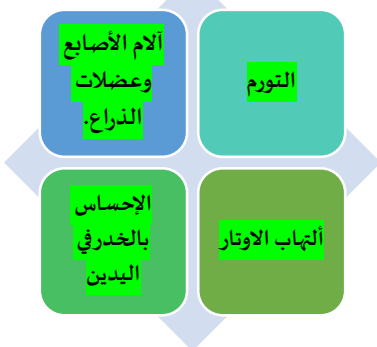 التورم
آلام الأصابع
وعضلات
الذراع.
ألتهاب الاوتار
الإحساس
بالخدرفي
اليدين